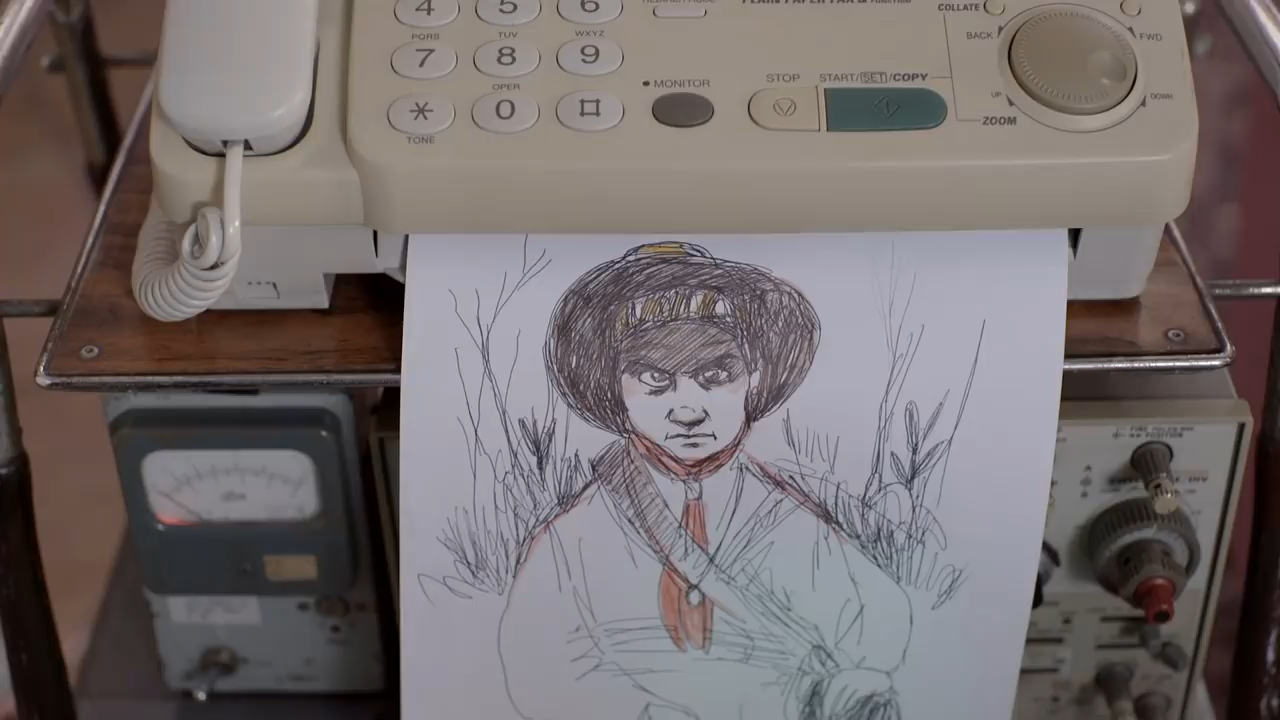 4 5 6
PLAIN PAPER FAX &
COLLATE
PQRS TUV WXYZ
7 8 9
BACK FWD
MONITOR
STOP START/SET/COPY
OPER
* 0 ⌗
TONE
UP DOWN
ZOOM